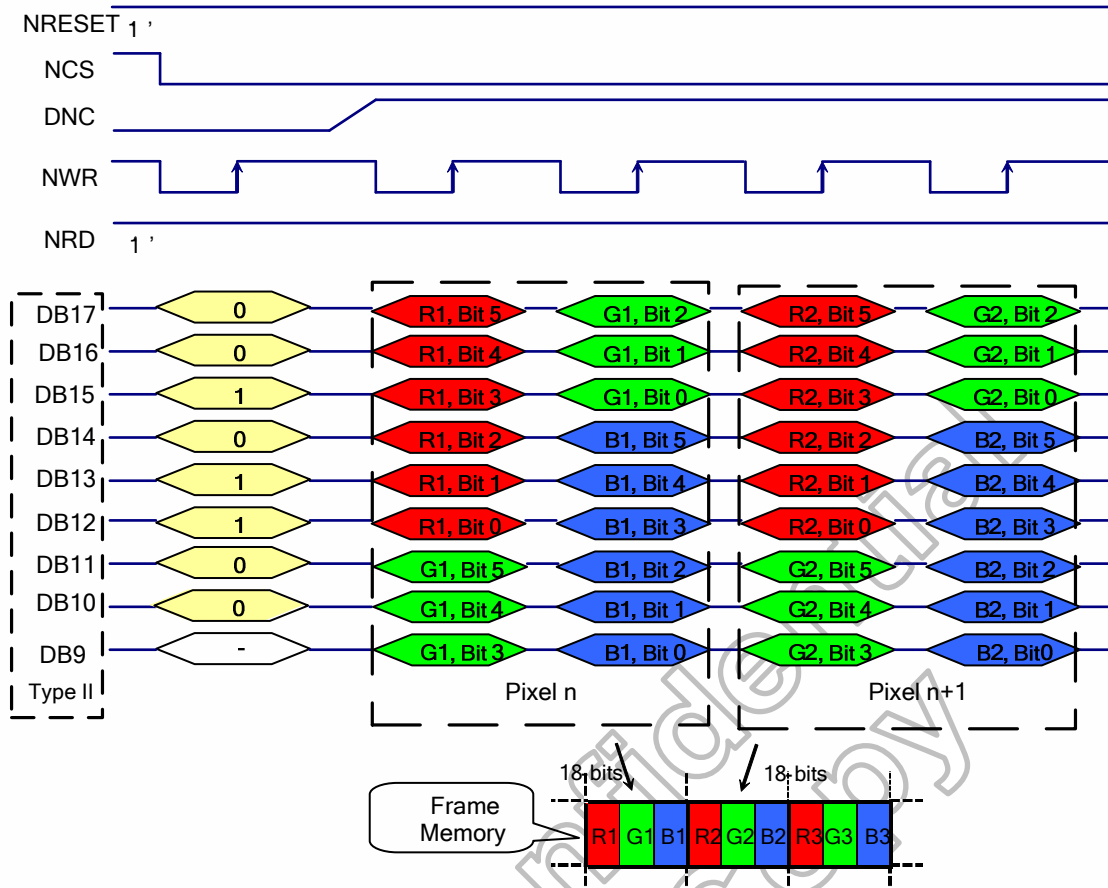 NRESET 1 '
NCS
DNC
NWR
NRD 1 '
DB17 0 R1, Bit 5 G1, Bit 2 R2, Bit 5 G2, Bit 2
DB16 0 R1, Bit 4 G1, Bit 1 R2, Bit 4 G2, Bit 1
DB15 1 R1, Bit 3 G1, Bit 0 R2, Bit 3 G2, Bit 0
DB14 0 R1, Bit 2 B1, Bit 5 R2, Bit 2 B2, Bit 5
DB13 1 R1, Bit 1 B1, Bit 4 R2, Bit 1 B2, Bit 4
DB12 1 R1, Bit 0 B1, Bit 3 R2, Bit 0 B2, Bit 3
DB11 0 G1, Bit 5 B1, Bit 2 G2, Bit 5 B2, Bit 2
DB10 0 G1, Bit 4 B1, Bit 1 G2, Bit 4 B2, Bit 1
DB9 - G1, Bit 3 B1, Bit 0 G2, Bit 3 B2, Bit0
Type II Pixel n Pixel n+1
18-bits 18-bits
Frame
Memory
R1 G1 B1 R2 G2 B2 R3 G3 B3